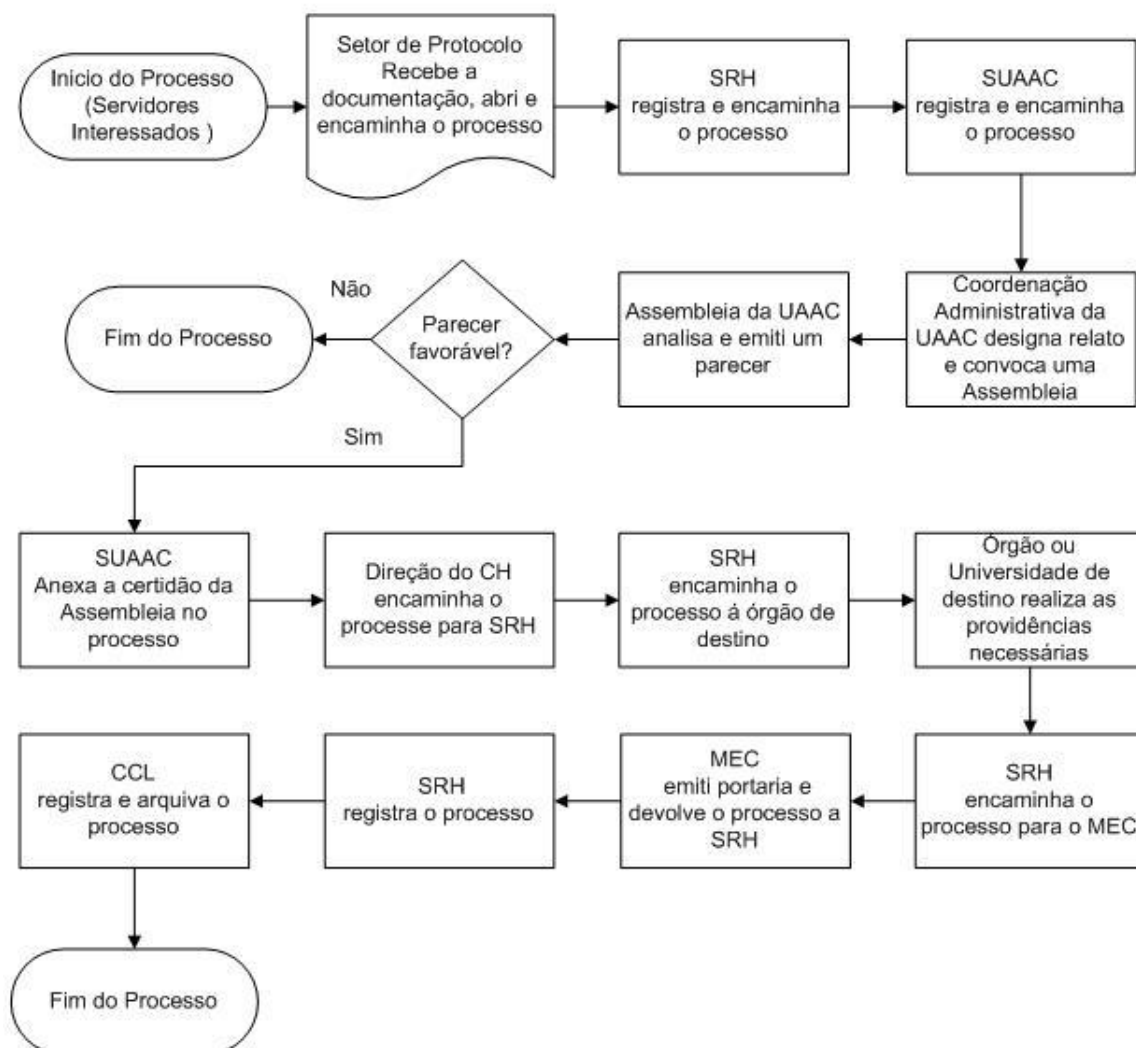 Inicio do Processo
(Servidores
Interessados )
Setor de Protocolo
Recebe a
documentação, abri e
encaminha o processo
SRH
registra e encaminha
o processo
SUAAC
registra e encaminha
o processo
Coordenação
Administrativa da
UAAC designa relato
e convoca uma
Assembleia
Assembleia da UAAC
analisa e emiti um
parecer
Parecer
favorável?
Não
Fim do Processo
Sim
SUAAC
Anexa a certidão da
Assembleia no
processo
Direção do CH
encaminha o
processe para SRH
SRH
encaminha o
processo á órgão de
destino
Órgão ou
Universidade de
destino realiza as
providências
necessárias
SRH
encaminha o
processo para o MEC
MEC
emiti portaria e
devolve o processo a
SRH
SRH
registra o processo
CCL
registra e arquiva o
processo
Fim do Processo